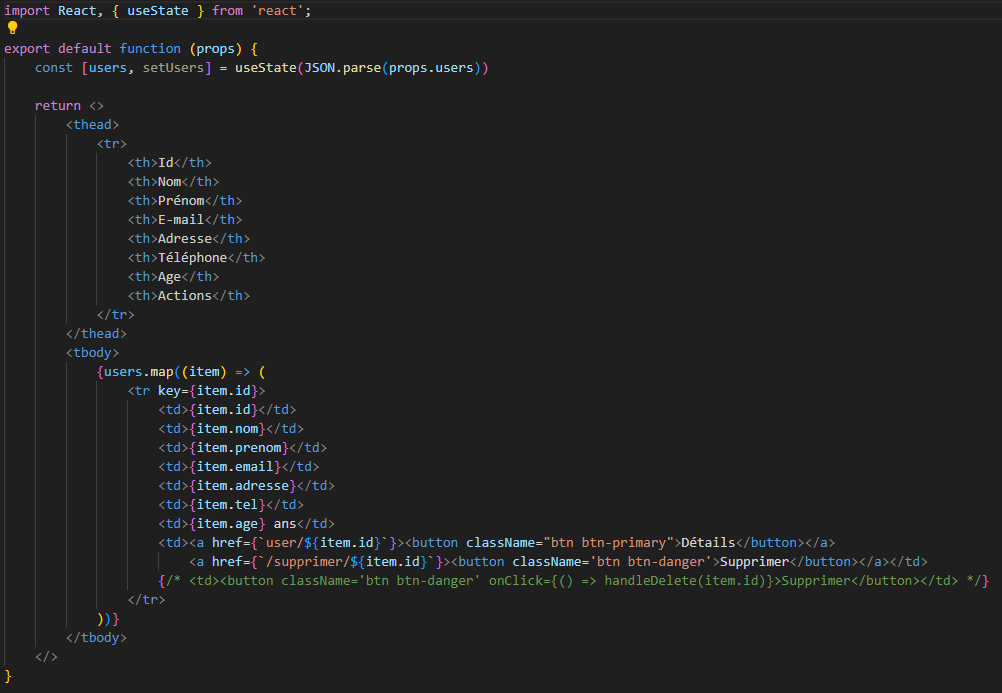 import React, { useState } from 'react';
export default function (props) {
    const [users, setUsers] = useState(JSON.parse(props.users))
    return <>
        <thead>
            <tr>
                <th>Id</th>
                <th>Nom</th>
                <th>Prénom</th>
                <th>E-mail</th>
                <th>Adresse</th>
                <th>Téléphone</th>
                <th>Age</th>
                <th>Actions</th>
            </tr>
        </thead>
        <tbody>
            {users.map((item) => (
                <tr key={item.id}>
                    <td>{item.id}</td>
                    <td>{item.nom}</td>
                    <td>{item.prenom}</td>
                    <td>{item.email}</td>
                    <td>{item.adresse}</td>
                    <td>{item.tel}</td>
                    <td>{item.age} ans</td>
                    <td><a href={`user/${item.id}`}><button className="btn btn-primary">Détails</button></a>
                        <a href={`/supprimer/${item.id}`}><button className='btn btn-danger'>Supprimer</button></a></td>
                    {/* <td><button className='btn btn-danger' onClick={() => handleDelete(item.id)}>Supprimer</button></td> */}
                </tr>
            ))}
        </tbody>
    </>
}